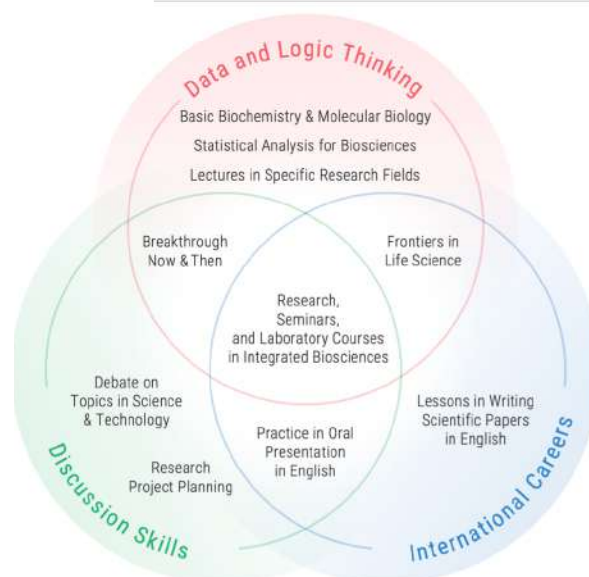 Data and Logic Thinking
Basic Biochemistry & Molecular Biology
Statistical Analysis for Biosciences
Lectures in Specific Research Fields
Breakthrough
Now & Then
Frontiers in
Life Science
Research,
Seminars,
and Laboratory Courses
in Integrated Biosciences
Debate on
Topics in Science
& Technology
Lessons in Writing
Scientific Papers
in English
Practice in Oral
Presentation
in English
Research
Project Planning
Discussion Skills
International Careers